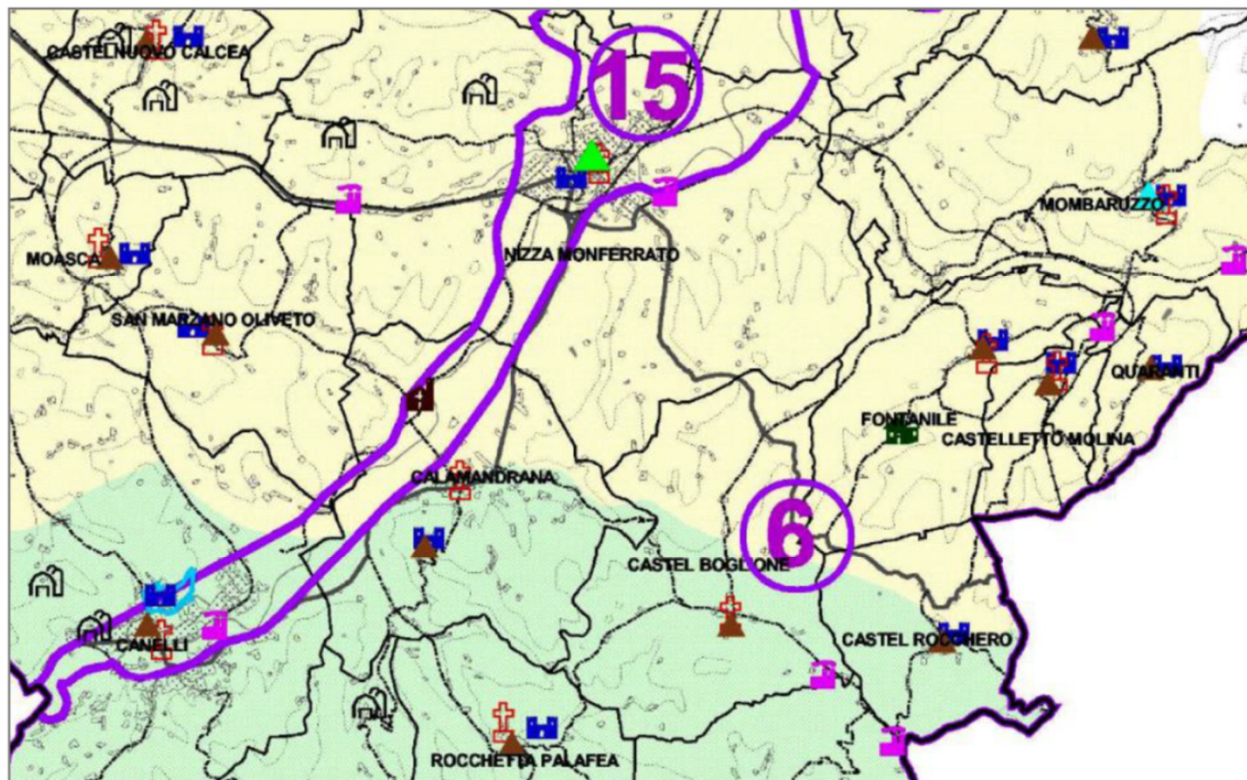 CASTELNUOVO CALCEA
15
MOMBARUZZO
NIZZA MONFERRATO
MOASCA
SAN MARZANO OLIVETO
QUARANTI
FONTANILE
CASTELLETTO MOLINA
CALAMANDRANA
6
CASTEL BOGLIONE
CASTEL ROCCHERO
CANELLI
ROCCHETTA PALAFEA